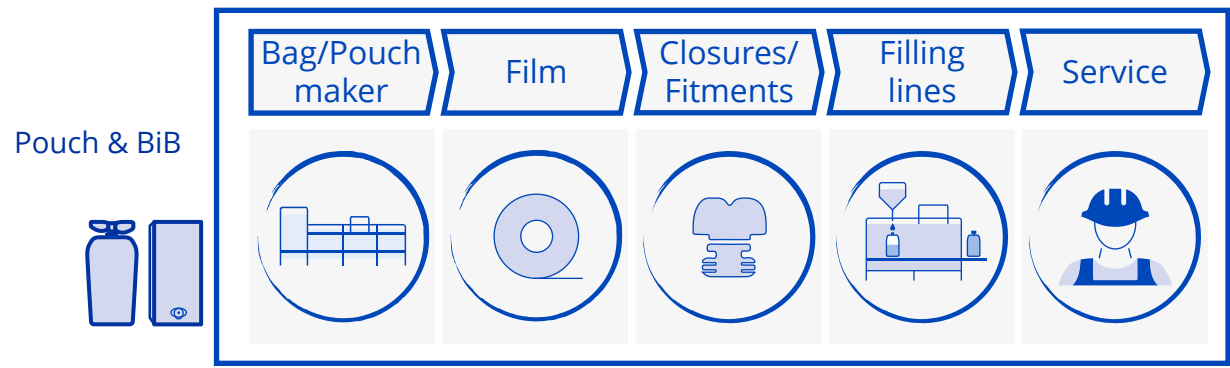 Bag/Pouch
maker
Film
Closures/
Fitments
Filling
lines
Service
Pouch & BiB